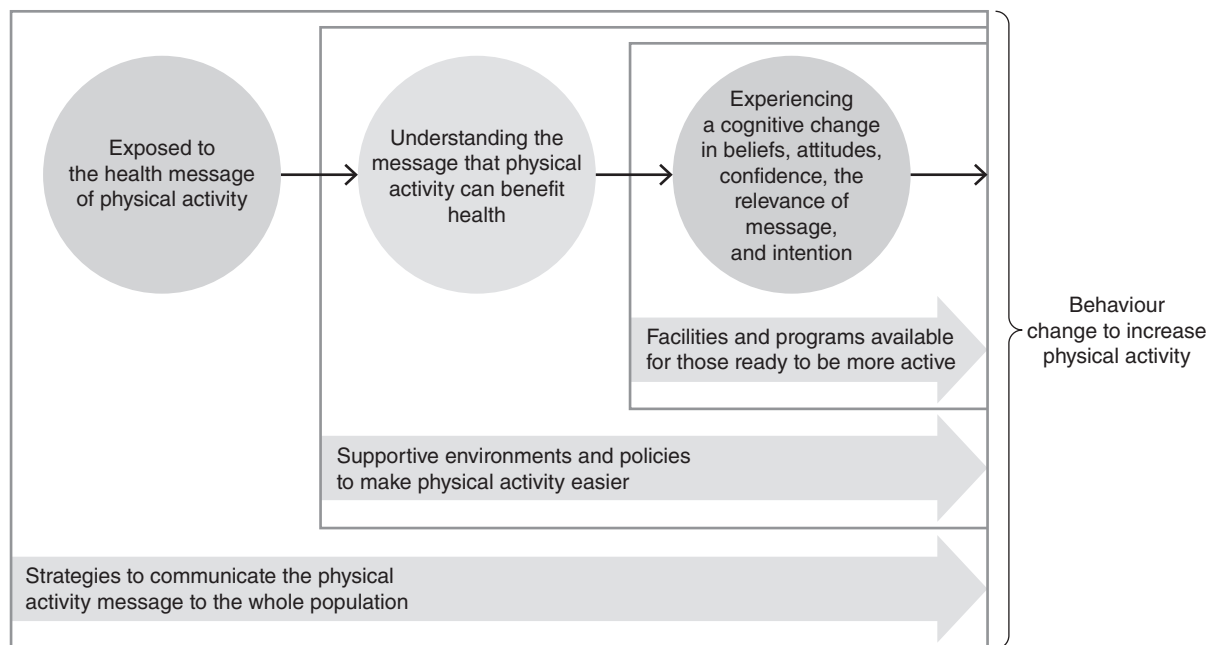 Exposed to
the health message
of physical activity
Understanding the
message that physical
activity can benefit
health
Experiencing
a cognitive change
in beliefs, attitudes,
confidence, the
relevance of
message,
and intention
Facilities and programs available
for those ready to be more active
Supportive environments and policies
to make physical activity easier
Strategies to communicate the physical
activity message to the whole population
Behaviour
change to increase
physical activity